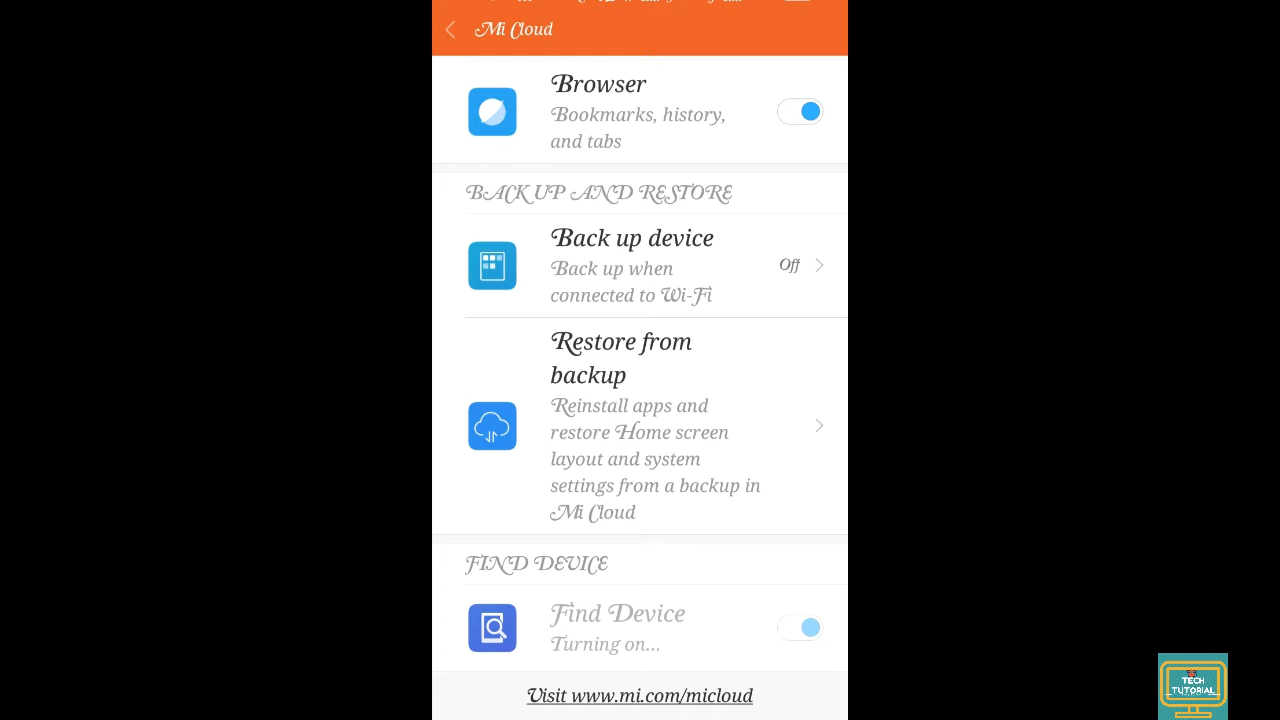 Mi Cloud
Browser
Bookmarks, history,
and tabs
BACK UP AND RESTORE
Back up device
Back up when
connected to Wi-Fi
Off
Restore from
backup
Reinstall apps and
restore Home screen
layout and system
settings from a backup in
Mi Cloud
FIND DEVICE
Find Device
Turning on...
Visit www.mi.com/micloud
TECH
TUTORIAL